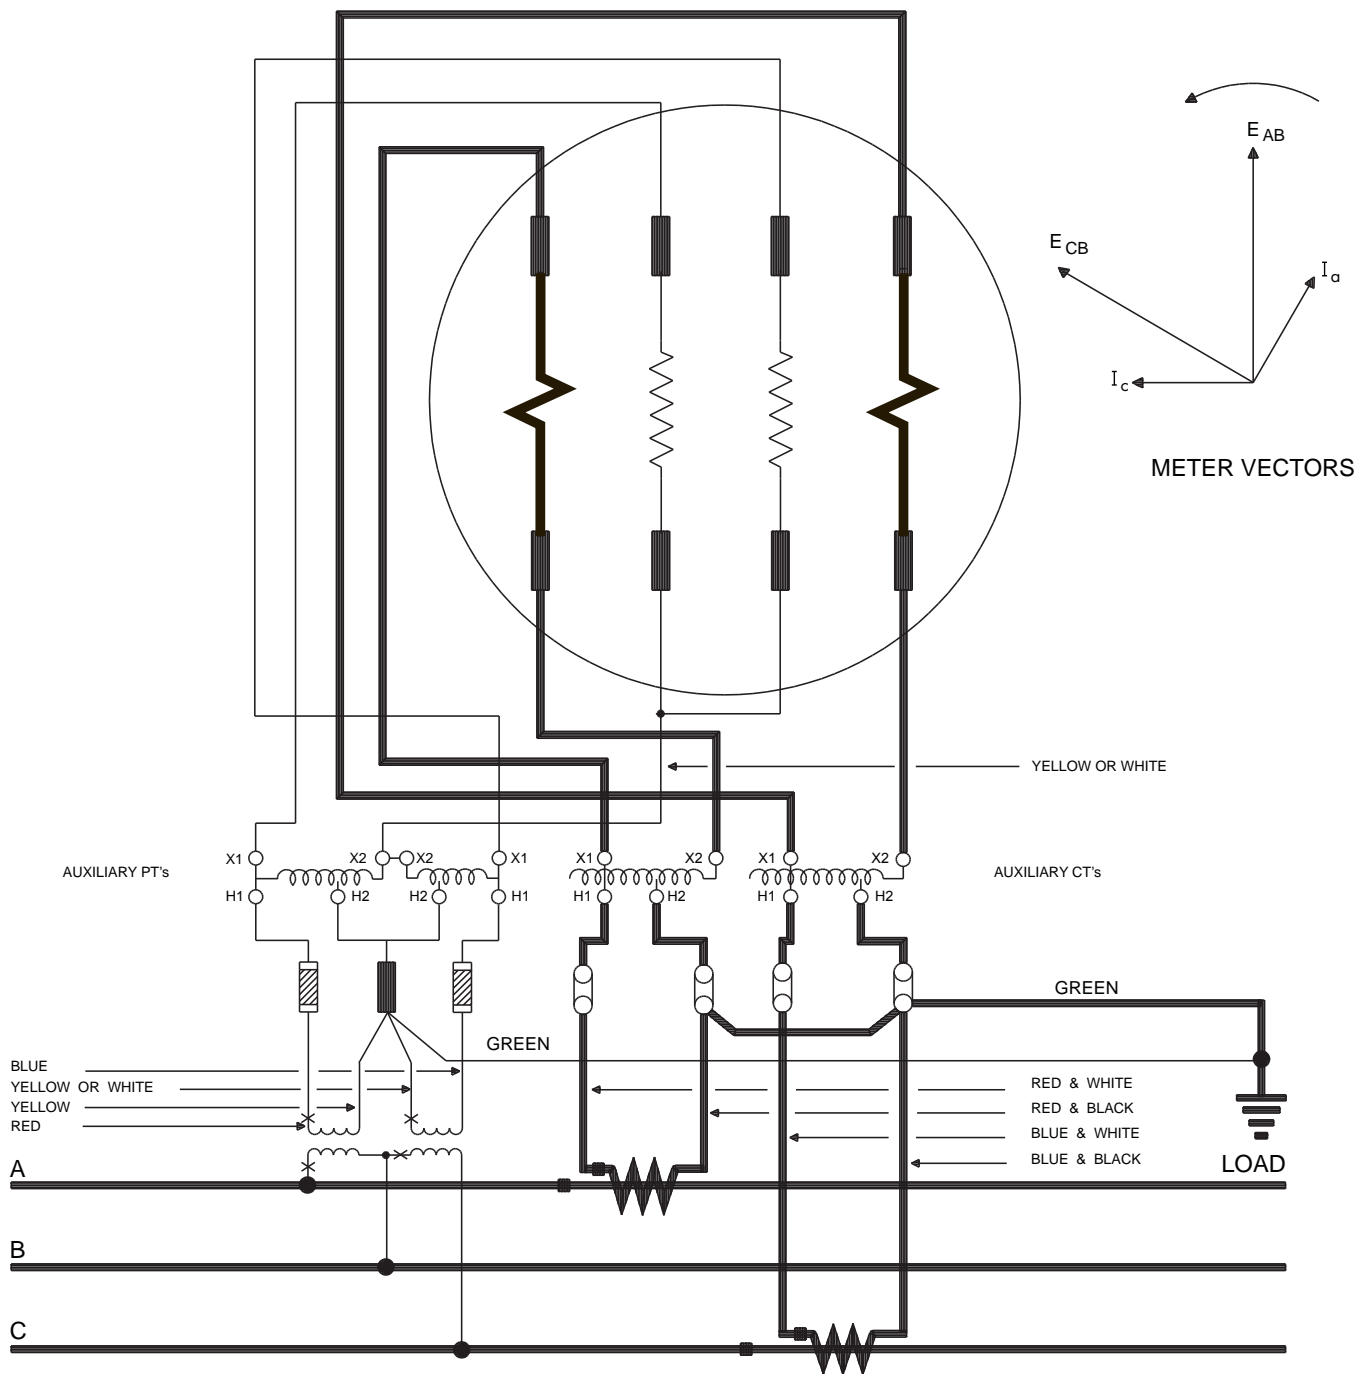 E AB
E CB
I a
I c
METER VECTORS
YELLOW OR WHITE
X1
X2
X2
X1
X1
X2
X1
X2
AUXILIARY PT's
AUXILIARY CT's
H1
H2
H2
H1
H1
H2
H1
H2
GREEN
GREEN
BLUE
YELLOW OR WHITE
YELLOW
RED
RED & WHITE
RED & BLACK
BLUE & WHITE
BLUE & BLACK
LOAD
A
B
C